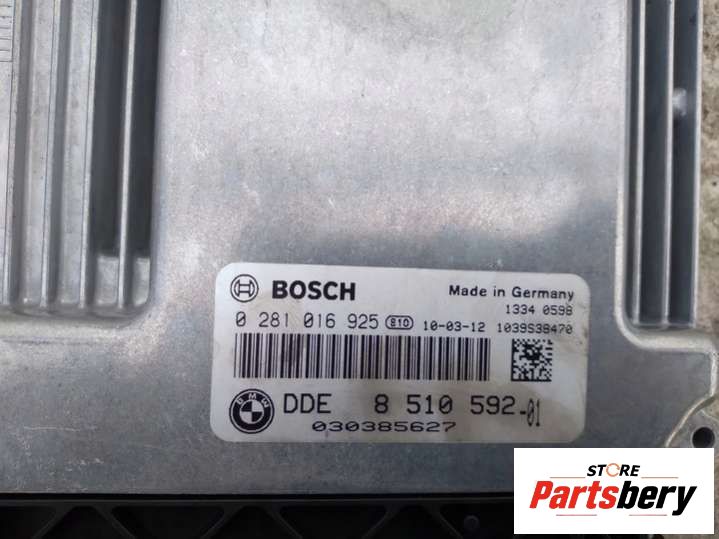 BOSCH Made in Germany
1334 0598
0 281 016 925 810 10-03-12 1039S38470
BMW DDE 8 510 592-01
030385627
STORE
Partsbery